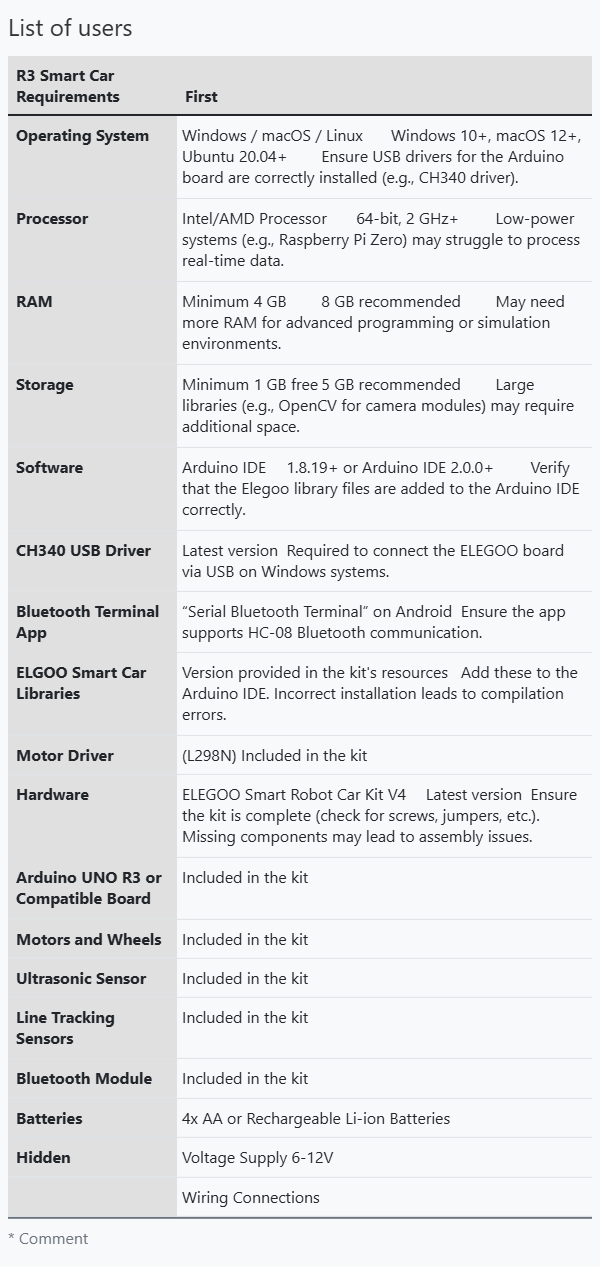 List of users
R3 Smart Car
Requirements
First
Operating System
Windows / macOS / Linux Windows 10+, macOS 12+,
Ubuntu 20.04+ Ensure USB drivers for the Arduino
board are correctly installed (e.g., CH340 driver).
Processor
Intel/AMD Processor 64-bit, 2 GHz+ Low-power
systems (e.g., Raspberry Pi Zero) may struggle to process
real-time data.
RAM
Minimum 4 GB 8 GB recommended May need
more RAM for advanced programming or simulation
environments.
Storage
Minimum 1 GB free 5 GB recommended Large
libraries (e.g., OpenCV for camera modules) may require
additional space.
Software
Arduino IDE 1.8.19+ or Arduino IDE 2.0.0+ Verify
that the Elegoo library files are added to the Arduino IDE
correctly.
CH340 USB Driver
Latest version Required to connect the ELEGOO board
via USB on Windows systems.
Bluetooth Terminal
App
“Serial Bluetooth Terminal” on Android Ensure the app
supports HC-08 Bluetooth communication.
ELGOO Smart Car
Libraries
Version provided in the kit's resources Add these to the
Arduino IDE. Incorrect installation leads to compilation
errors.
Motor Driver
(L298N) Included in the kit
Hardware
ELEGOO Smart Robot Car Kit V4 Latest version Ensure
the kit is complete (check for screws, jumpers, etc.).
Missing components may lead to assembly issues.
Arduino UNO R3 or
Compatible Board
Included in the kit
Motors and Wheels
Included in the kit
Ultrasonic Sensor
Included in the kit
Line Tracking
Sensors
Included in the kit
Bluetooth Module
Included in the kit
Batteries
4x AA or Rechargeable Li-ion Batteries
Hidden
Voltage Supply 6-12V
Wiring Connections
* Comment